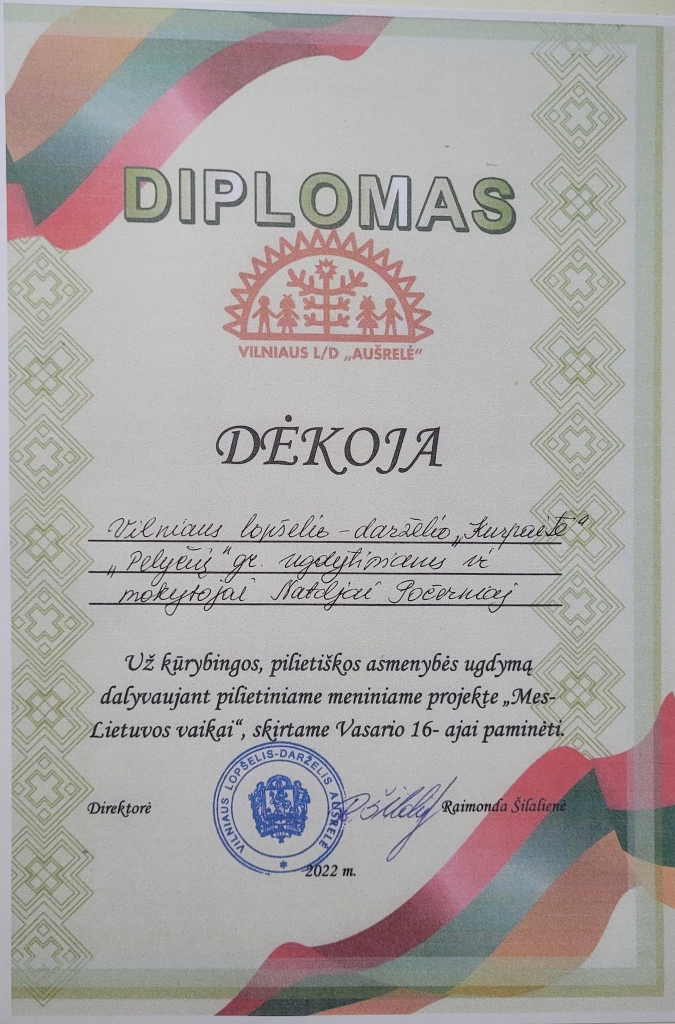 DIPLOMAS
VILNIAUS L/D „AUŠRELĖ“
DĖKOJA
Vilniaus lopšelio-darželio „Kurpaitė“
„Pelyčių“ gr. ugdytiniams ir
mokytojai Nataljai
Už kūrybingos, pilietiškos asmenybės ugdymą
dalyvaujant pilietiniame meniniame projekte „Mes-
Lietuvos vaikai“, skirtame Vasario 16- ajai paminėti.
VILNIAUS LOPŠELIS-DARŽELIS AUŠRELĖ
Direktorė
Raimonda Šilalienė
2022 m.